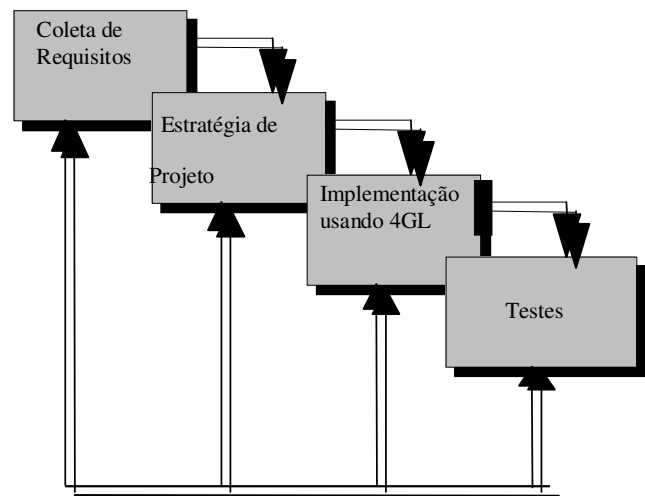 Coleta de
Requisitos
Estratégia de
Projeto
Implementação
usando 4GL
Testes